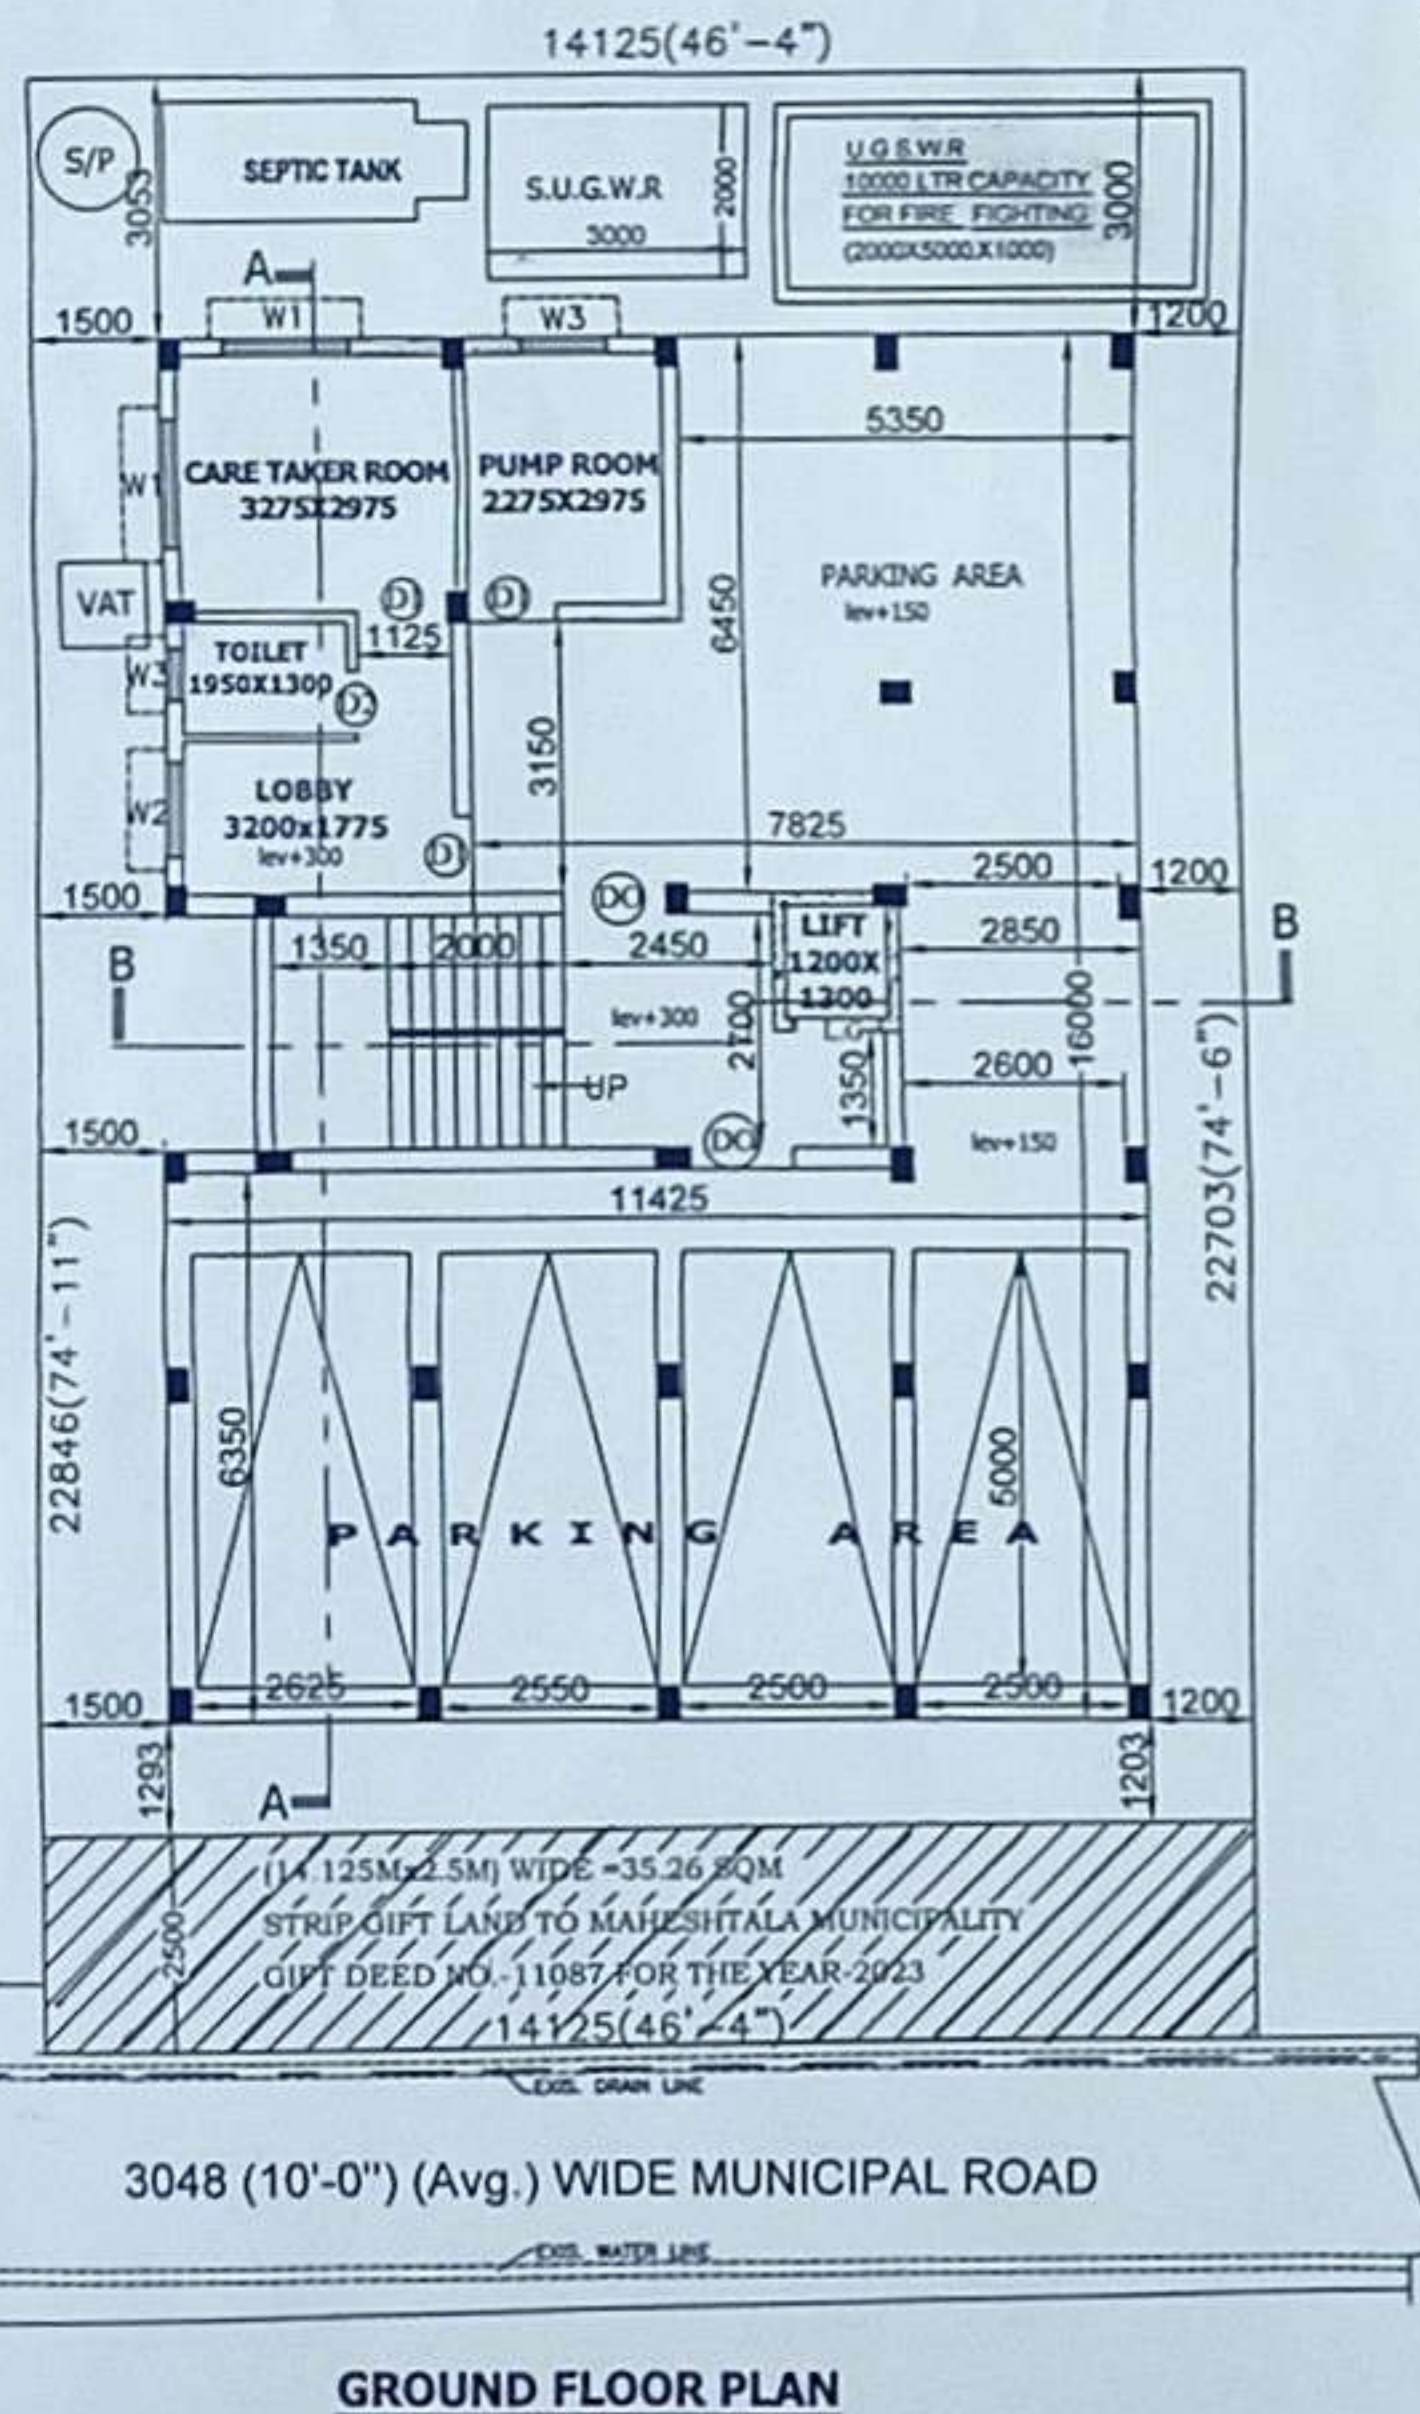 14125(46'-4")
S/P
3053
SEPTIC TANK
S.U.G.W.R
3000
2000
U G S.W.R
10000 LTR CAPACITY
FOR FIRE FIGHTING
(2000X5000X1000)
3000
A
1500
W1
W3
1200
5350
W1
CARE TAKER ROOM
3275X2975
PUMP ROOM
2275X2975
PARKING AREA
lev+150
6450
VAT
D1
D1
1125
W3
TOILET
1950X1300
D2
3150
W2
LOBBY
3200x1775
lev+300
D1
7825
2500
1500
DG
1200
B
1350
2000
2450
LIFT
1200X
1300
2850
B
lev+300
2700
16000
UP
1350
2600
1500
DG
lev+150
11425
22846(74'-11")
22703(74'-6")
6350
5000
PARKING AREA
2625
2550
2500
2500
1500
1200
1293
A
1203
(14.125Mx2.5M) WIDE =35.26 SQM
STRIP GIFT LAND TO MAHESHTALA MUNICIPALITY
2500
GIFT DEED NO.-11087 FOR THE YEAR-2023
14125(46'-4")
EXIS. DRAIN LINE
3048 (10'-0") (Avg.) WIDE MUNICIPAL ROAD
EXIS. WATER LINE
GROUND FLOOR PLAN